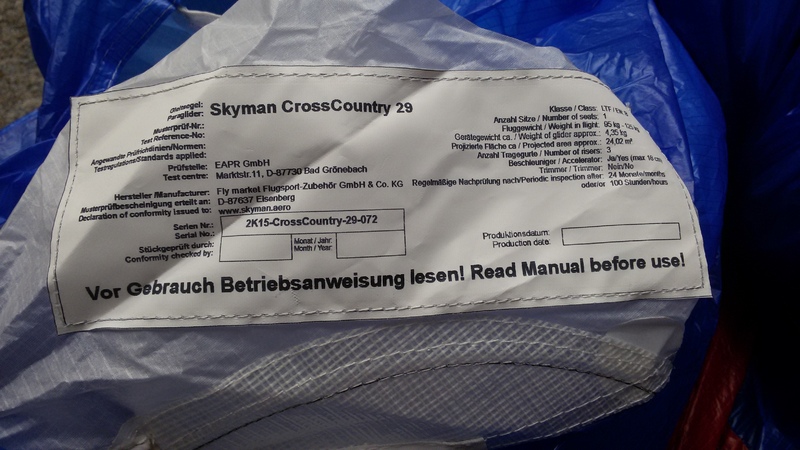 Gleitsegel:
Paraglider: Skyman CrossCountry 29
Musterprüf-Nr.:
Test Reference-No:
Angewandte Prüfrichtlinien/Normen:
Testregulations/Standards applied:
Prüfstelle: EAPR GmbH
Test centre: Marktstr.11, D-87730 Bad Grönebach
Hersteller /Manufacturer: Fly market Flugsport-Zubehör GmbH & Co. KG
Musterprüfbescheinigung erteilt an: D-87637 Eisenberg
Declaration of conformity issued to: www.skyman.aero
Serien Nr.:
Serial No.: 2K15-CrossCountry-29-072
Stückgeprüft durch: Monat / Jahr:
Conformity checked by: Month / Year:
Klasse / Class: LTF / EN B
Anzahl Sitze / Number of seats: 1
Fluggewicht / Weight in flight: 95 kg -
Gerätegewicht ca. / Weight of glider approx.: 4,35 kg
Projizierte Fläche ca / Projected area approx.: 24,02 m²
Anzahl Tragegurte / Number of risers: 3
Beschleuniger / Accelerator: Ja/Yes (max 18 cm)
Trimmer / Trimmer: Nein/No
Regelmäßige Nachprüfung nach/Periodic inspection after: 24 Monate/months
oder/or 100 Stunden/hours
Produktionsdatum:
Production date:
Vor Gebrauch Betriebsanweisung lesen! Read Manual before use!